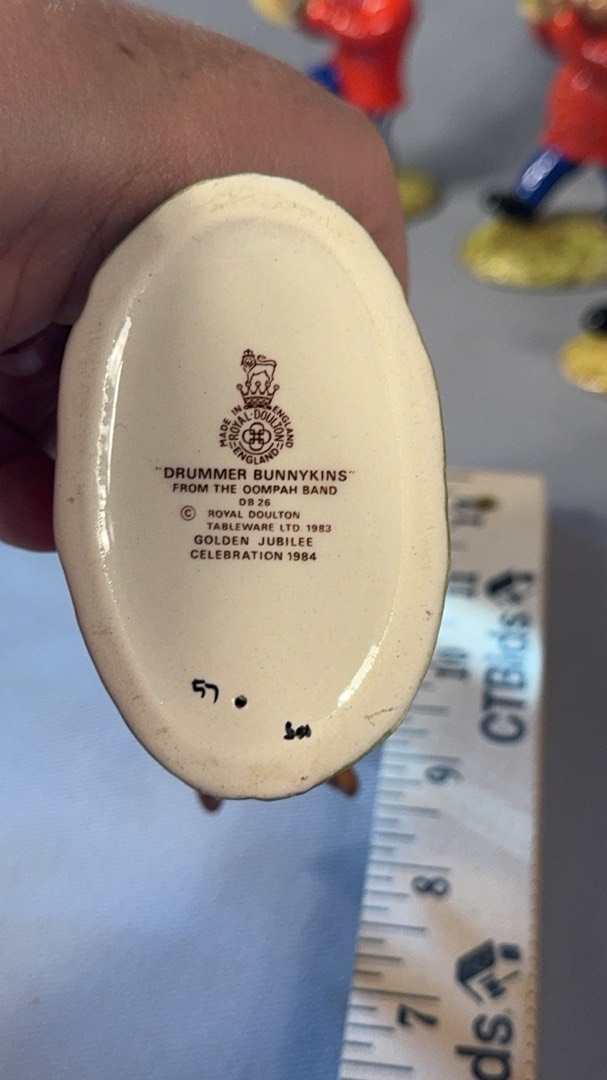 MADE IN ENGLAND
ROYAL·DOULTON
ENGLAND
"DRUMMER BUNNYKINS"
FROM THE OOMPAH BAND
DB 26
© ROYAL DOULTON
TABLEWARE LTD. 1983
GOLDEN JUBILEE
CELEBRATION 1984
57
11
10
CTBids
9
8
7
ds.